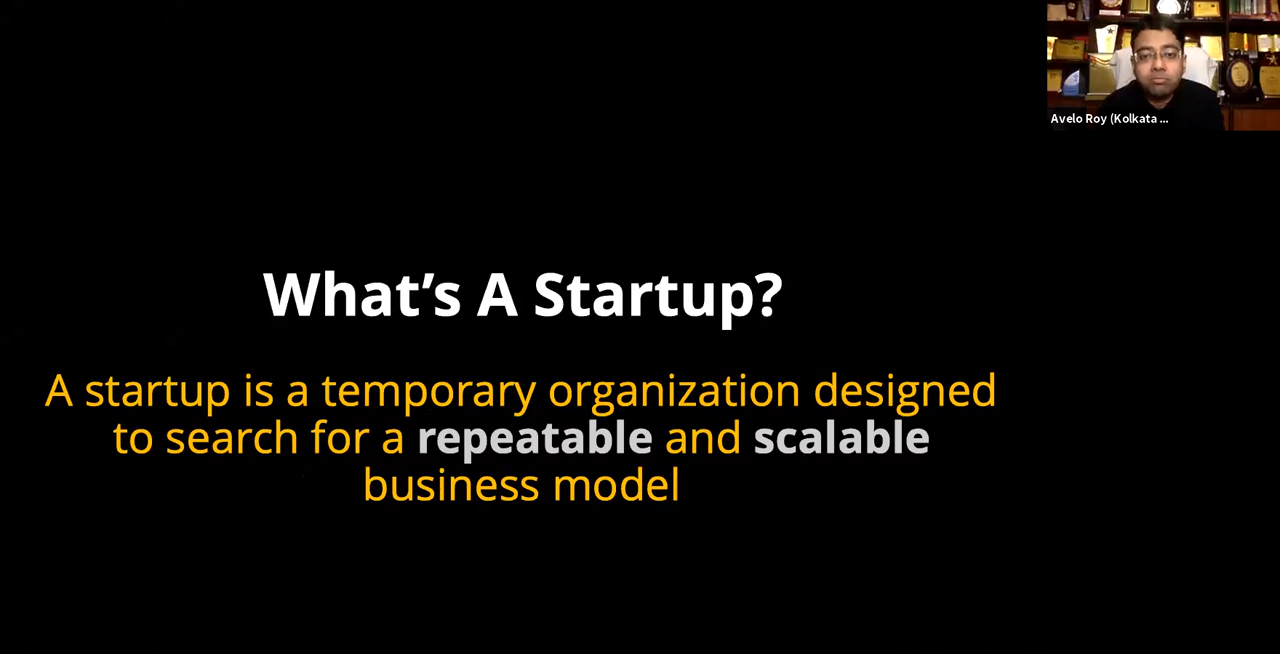 Avelo Roy (Kolkata ...
What's A Startup?
A startup is a temporary organization designed
to search for a repeatable and scalable
business model